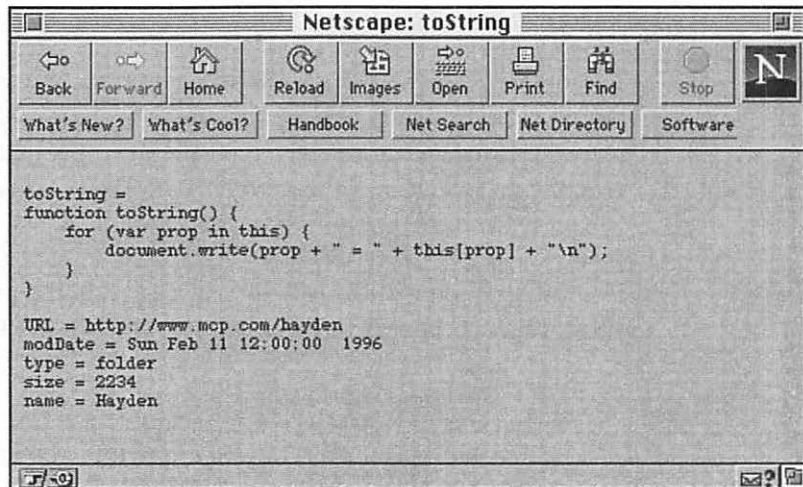 Netscape: toString
Back Forward Home Reload Images Open Print Find Stop N
What's New? What's Cool? Handbook Net Search Net Directory Software
toString =
function toString() {
    for (var prop in this) {
        document.write(prop + " = " + this[prop] + "\n");
    }
}
URL = http://www.mcp.com/hayden
modDate = Sun Feb 11 12:00:00  1996
type = folder
size = 2234
name = Hayden
?